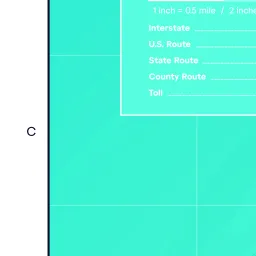 1 inch = 0.5 mile / 2 inche
Interstate
U.S. Route
State Route
County Route
Toll
C